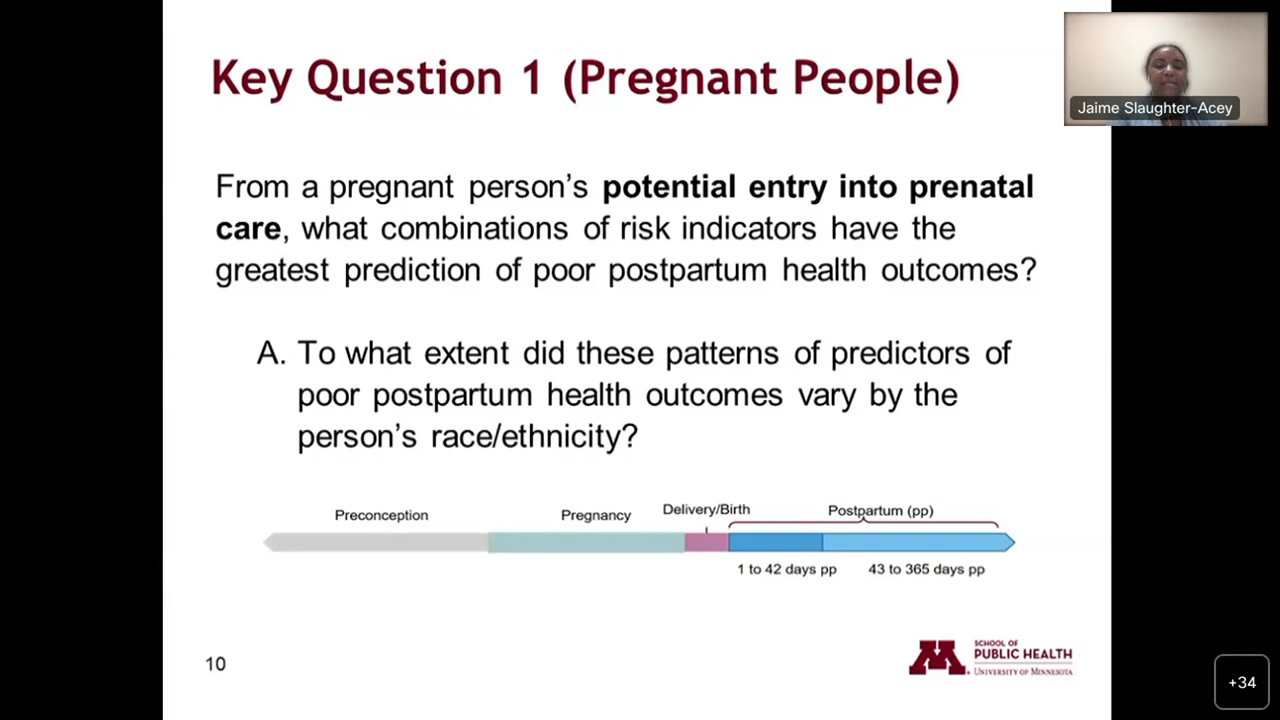 Key Question 1 (Pregnant People)
Jaime Slaughter-Acey
From a pregnant person's potential entry into prenatal
care, what combinations of risk indicators have the
greatest prediction of poor postpartum health outcomes?
A. To what extent did these patterns of predictors of
poor postpartum health outcomes vary by the
person's race/ethnicity?
Preconception
Pregnancy
Delivery/Birth
Postpartum (pp)
1 to 42 days pp
43 to 365 days pp
10
M
SCHOOL OF
PUBLIC HEALTH
UNIVERSITY OF MINNESOTA
+34